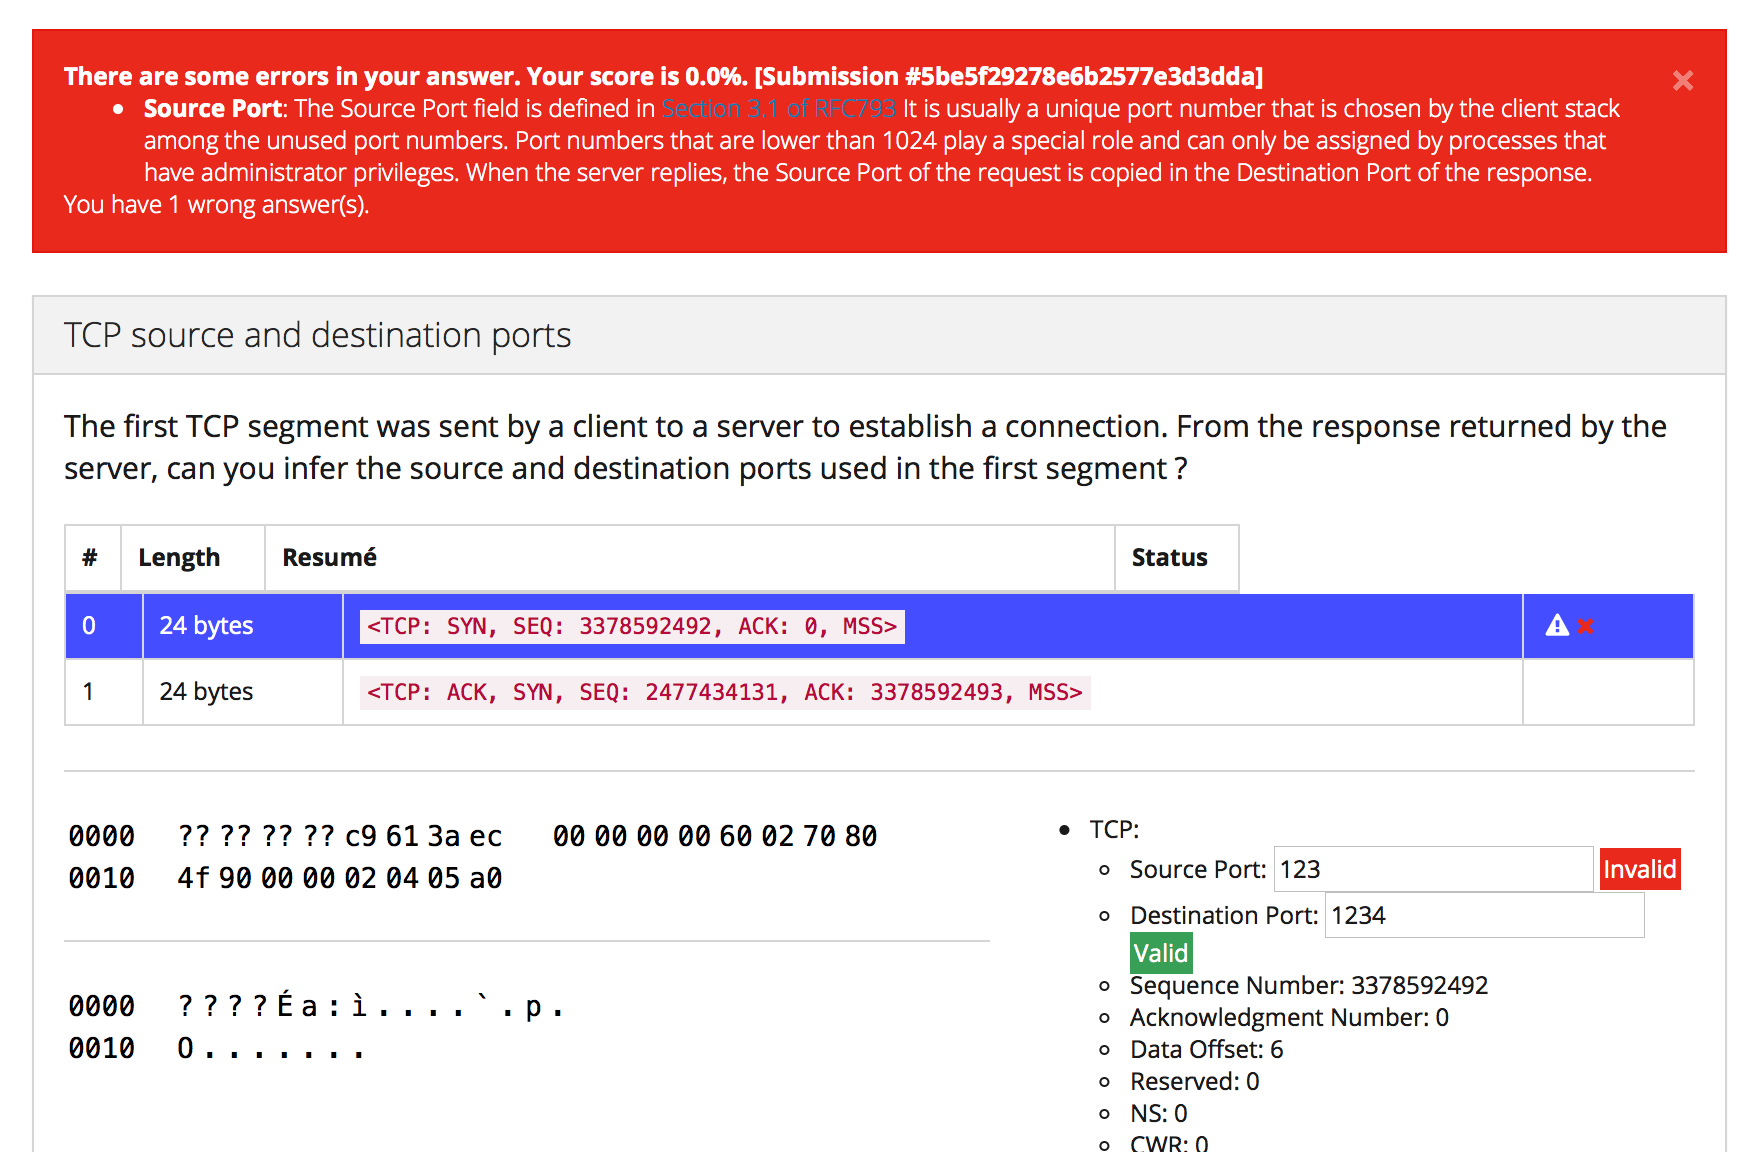 There are some errors in your answer. Your score is 0.0%. [Submission #5be5f29278e6b2577e3d3dda]
• Source Port: The Source Port field is defined in Section 3.1 of RFC793 It is usually a unique port number that is chosen by the client stack
among the unused port numbers. Port numbers that are lower than 1024 play a special role and can only be assigned by processes that
have administrator privileges. When the server replies, the Source Port of the request is copied in the Destination Port of the response.
You have 1 wrong answer(s).
×
TCP source and destination ports
The first TCP segment was sent by a client to a server to establish a connection. From the response returned by the
server, can you infer the source and destination ports used in the first segment ?
# Length Resumé Status
0 24 bytes <TCP: SYN, SEQ: 3378592492, ACK: 0, MSS>
1 24 bytes <TCP: ACK, SYN, SEQ: 2477434131, ACK: 3378592493, MSS>
0000 ?? ?? ?? ?? c9 61 3a ec 00 00 00 00 60 02 70 80
0010 4f 90 00 00 02 04 05 a0
0000 ? ? ? ? É a : ì . . . . ` . p .
0010 O . . . . . . .
• TCP:
Source Port: 123 Invalid
Destination Port: 1234
Valid
Sequence Number: 3378592492
Acknowledgment Number: 0
Data Offset: 6
Reserved: 0
NS: 0
CWR: 0